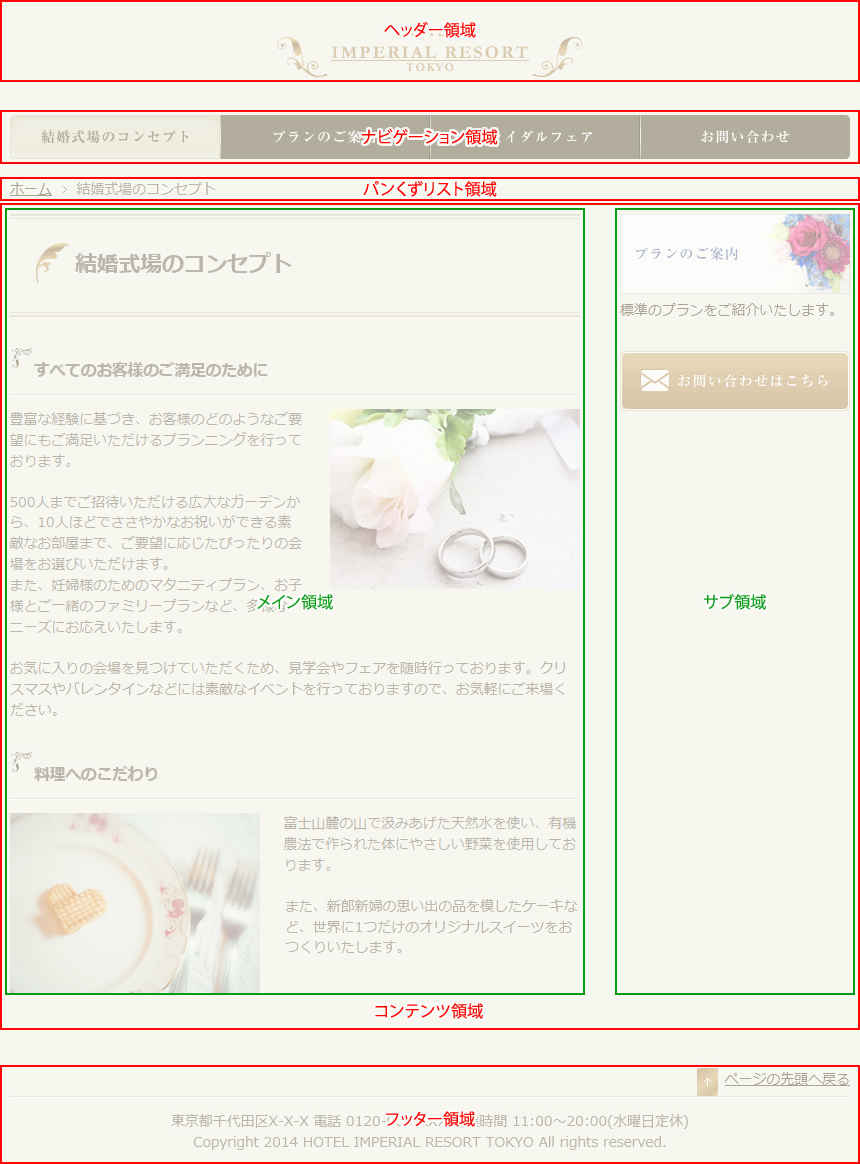 ヘッダー領域
IMPERIAL RESORT
TOKYO
結婚式場のコンセプト
プランのご案
ナビゲーション領域
イダルフェア
お問い合わせ
ホーム > 結婚式場のコンセプト
パンくずリスト領域
結婚式場のコンセプト
すべてのお客様のご満足のために
豊富な経験に基づき、お客様のどのようなご要
望にもご満足いただけるプランニングを行って
おります。
500人までご招待いただける広大なガーデンか
ら、10人ほどでささやかなお祝いができる素
敵なお部屋まで、ご要望に応じたぴったりの会
場をお選びいただけます。
また、妊婦様のためのマタニティプラン、お子
様とご一緒のファミリープランなど、多
ニーズにお応えいたします。
メイン領域
お気に入りの会場を見つけていただくため、見学会やフェアを随時行っております。クリ
スマスやバレンタインなどには素敵なイベントを行っておりますので、お気軽にご来場く
ださい。
料理へのこだわり
富士山麓の山で汲みあげた天然水を使い、有機
農法で作られた体にやさしい野菜を使用してお
ります。
また、新郎新婦の思い出の品を模したケーキな
ど、世界に1つだけのオリジナルスイーツをお
つくりいたします。
プランのご案内
標準のプランをご紹介いたします。
お問い合わせはこちら
サブ領域
コンテンツ領域
ページの先頭へ戻る
東京都千代田区X-X-X 電話 0120- 時間 11:00～20:00(水曜日定休)
フッター領域
Copyright 2014 HOTEL IMPERIAL RESORT TOKYO All rights reserved.